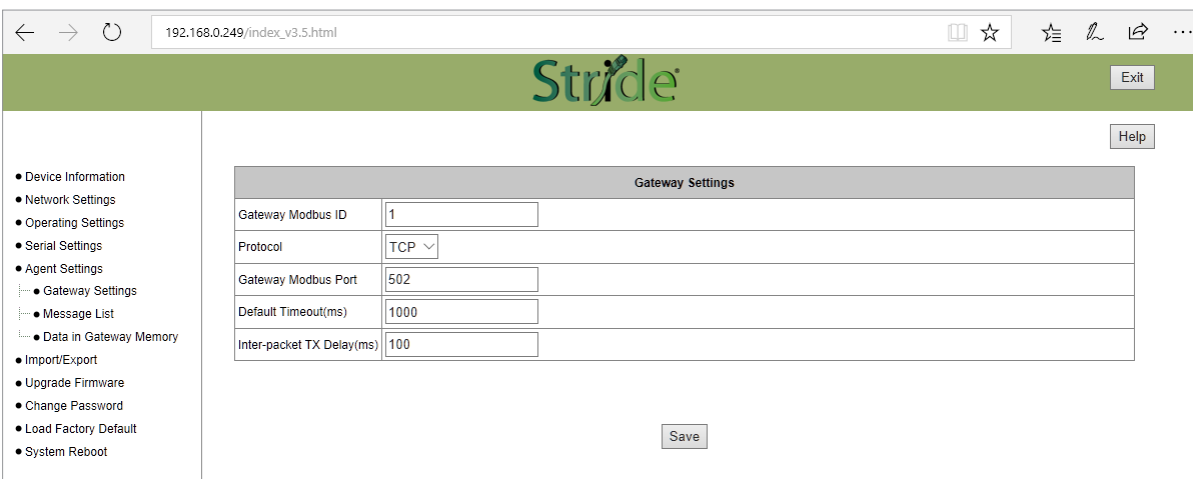 192.168.0.249/index_v3.5.html
Stride
Exit
Help
Device Information
Network Settings
Operating Settings
Serial Settings
Agent Settings
Gateway Settings
Message List
Data in Gateway Memory
Import/Export
Upgrade Firmware
Change Password
Load Factory Default
System Reboot
Gateway Settings
Gateway Modbus ID 1
Protocol TCP
Gateway Modbus Port 502
Default Timeout(ms) 1000
Inter-packet TX Delay(ms) 100
Save